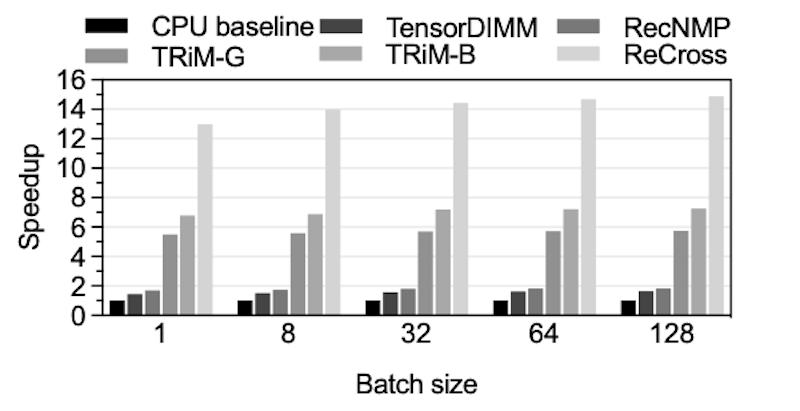 CPU baseline TensorDIMM RecNMP
TRiM-G TRiM-B ReCross
16
14
12
10
8
6
4
2
0
Speedup
1 8 32 64 128
Batch size